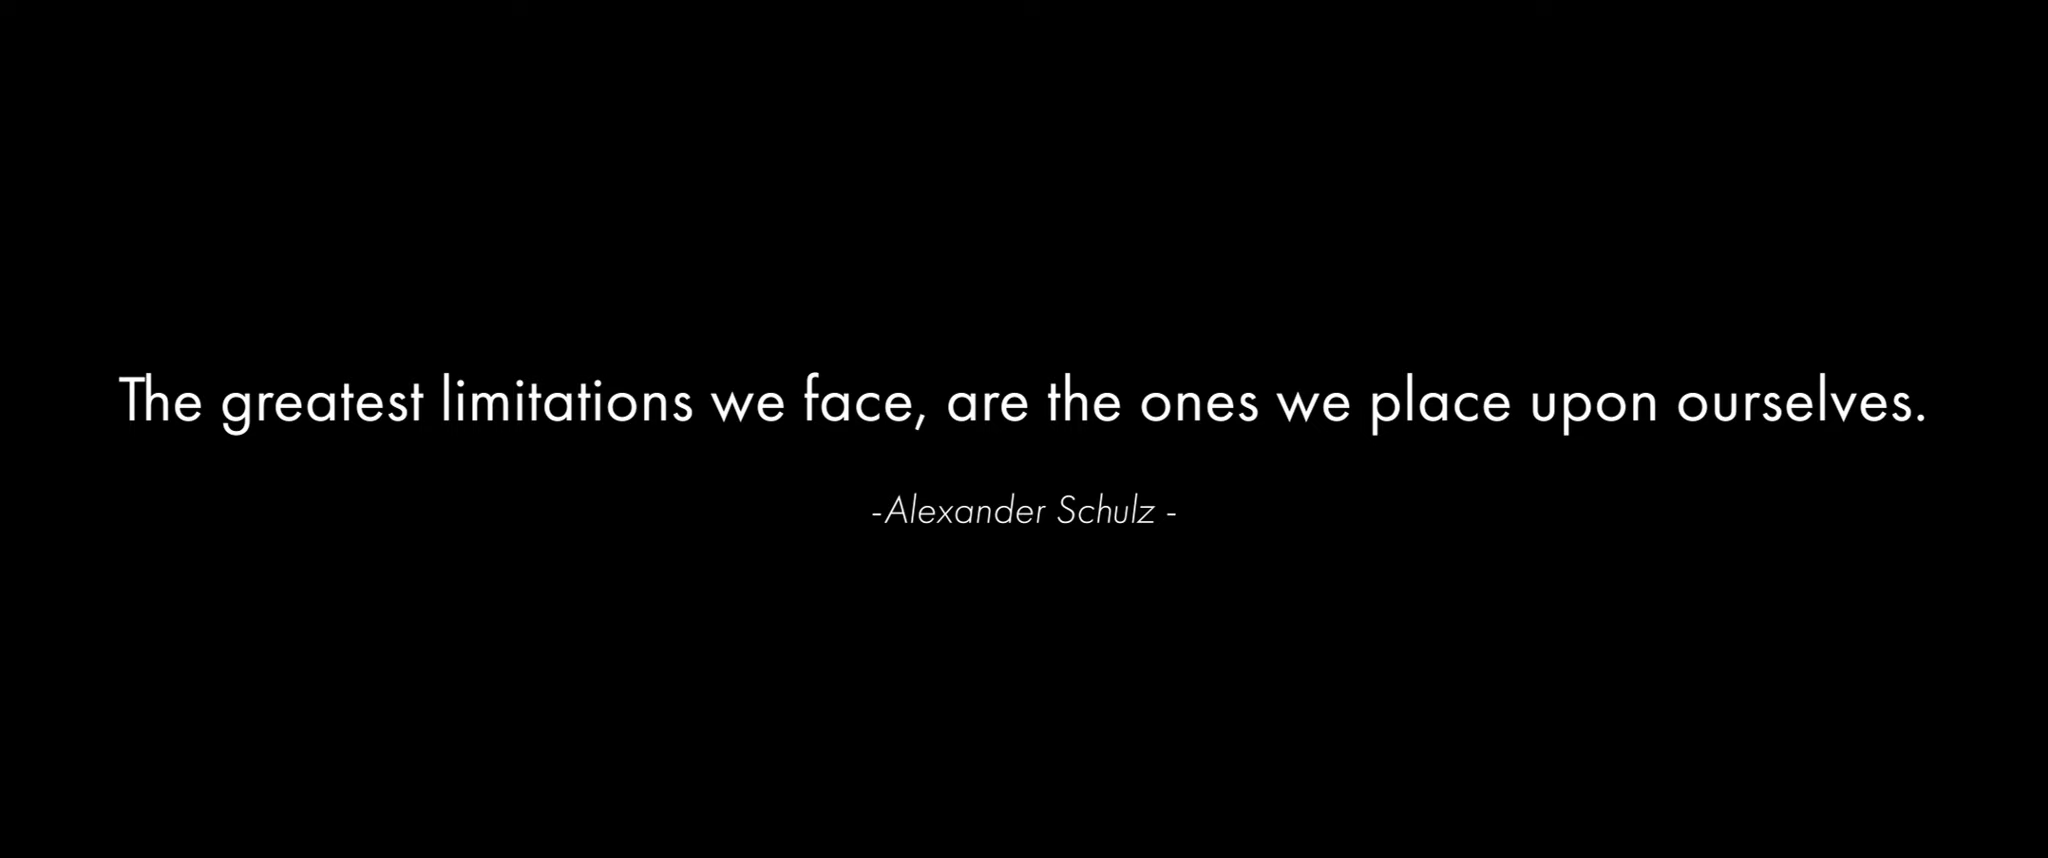 The greatest limitations we face, are the ones we place upon ourselves.
-Alexander Schulz -